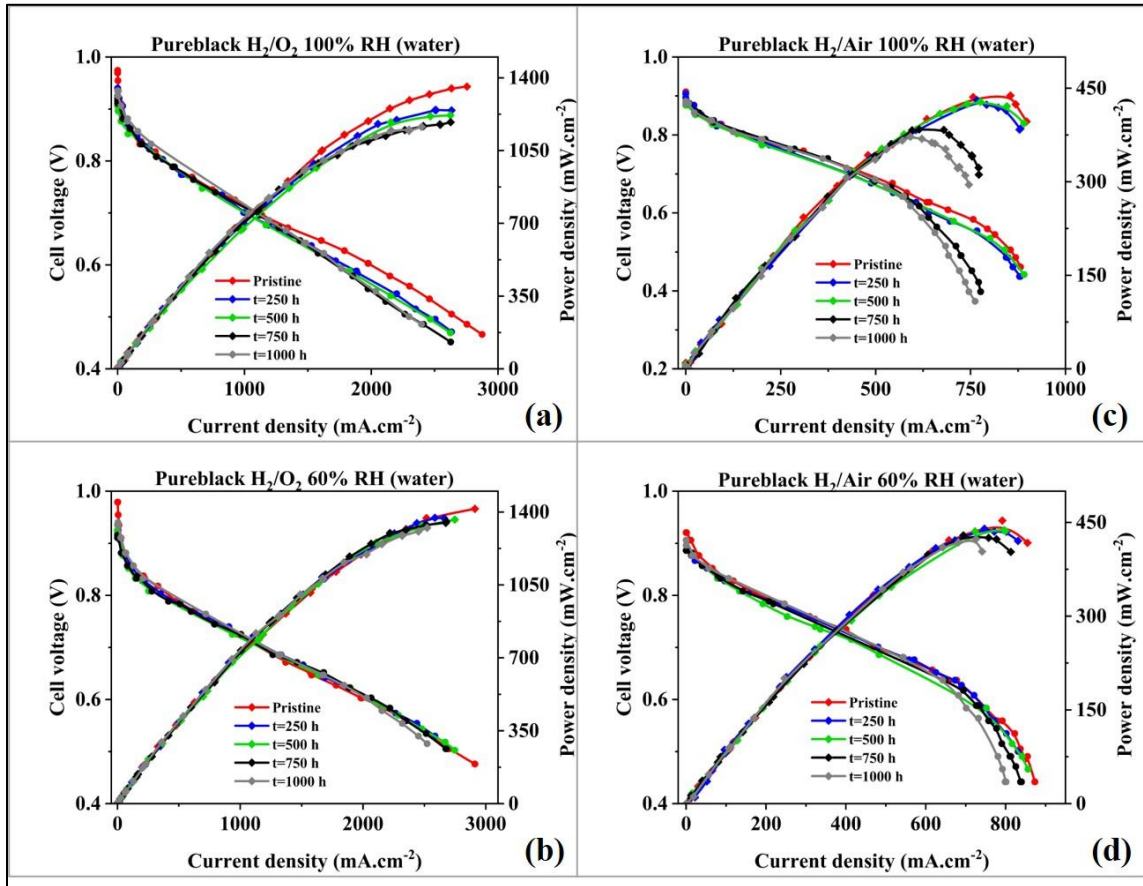 Pureblack H₂/O₂ 100% RH (water)
1.0
0.8
0.6
0.4
Cell voltage (V)
1400
1050
700
350
0
Power density (mW.cm⁻²)
Pristine
t=250 h
t=500 h
t=750 h
t=1000 h
0
1000
2000
3000
Current density (mA.cm⁻²)
(a)
Pureblack H₂/Air 100% RH (water)
1.0
0.8
0.6
0.4
0.2
Cell voltage (V)
450
300
150
0
Power density (mW.cm⁻²)
Pristine
t=250 h
t=500 h
t=750 h
t=1000 h
0
250
500
750
1000
Current density (mA.cm⁻²)
(c)
Pureblack H₂/O₂ 60% RH (water)
1.0
0.8
0.6
0.4
Cell voltage (V)
1400
1050
700
350
0
Power density (mW.cm⁻²)
Pristine
t=250 h
t=500 h
t=750 h
t=1000 h
0
1000
2000
3000
Current density (mA.cm⁻²)
(b)
Pureblack H₂/Air 60% RH (water)
1.0
0.8
0.6
0.4
Cell voltage (V)
450
300
150
0
Power density (mW.cm⁻²)
Pristine
t=250 h
t=500 h
t=750 h
t=1000 h
0
200
400
600
800
Current density (mA.cm⁻²)
(d)